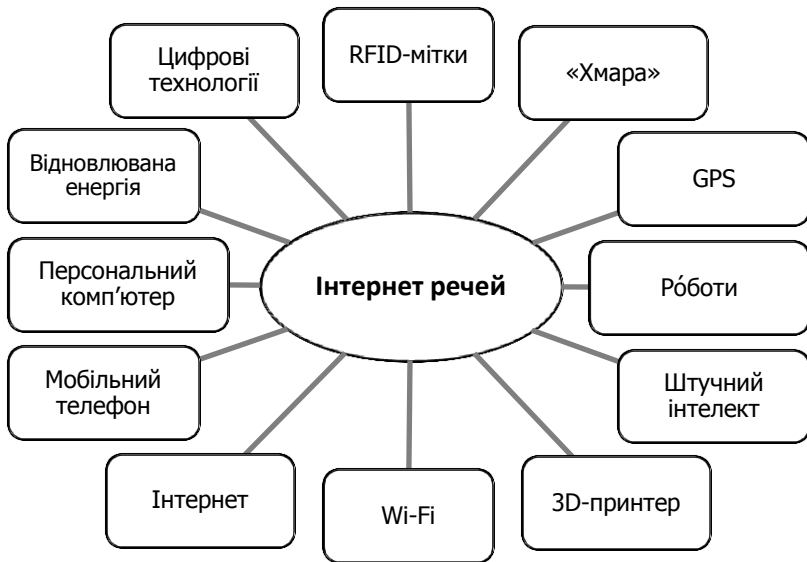 Цифрові
технології
RFID-мітки
«Хмара»
Відновлювана
енергія
GPS
Персональний
комп’ютер
Інтернет речей
Ро́боти
Мобільний
телефон
Штучний
інтелект
Інтернет
Wi-Fi
3D-принтер